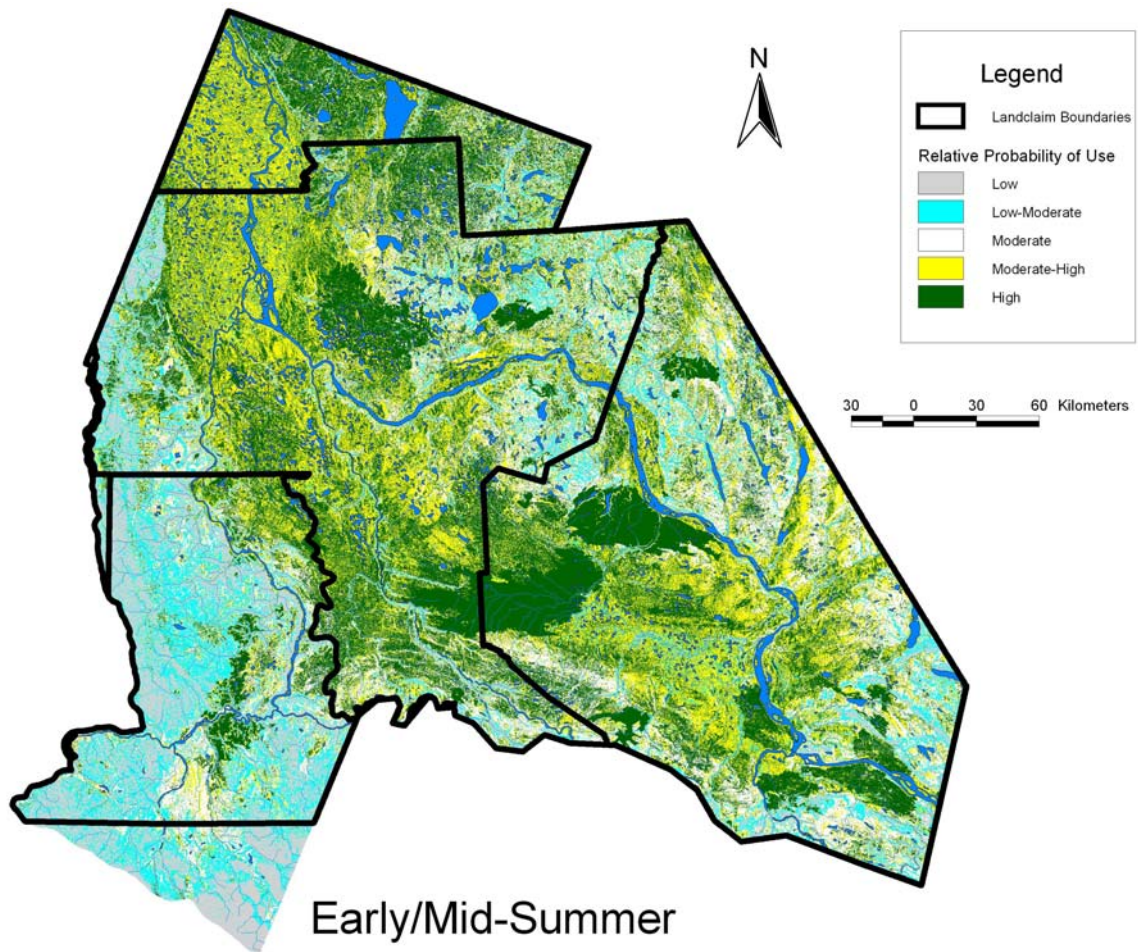 N
Legend
Landclaim Boundaries
Relative Probability of Use
Low
Low-Moderate
Moderate
Moderate-High
High
30 0 30 60 Kilometers
Early/Mid-Summer